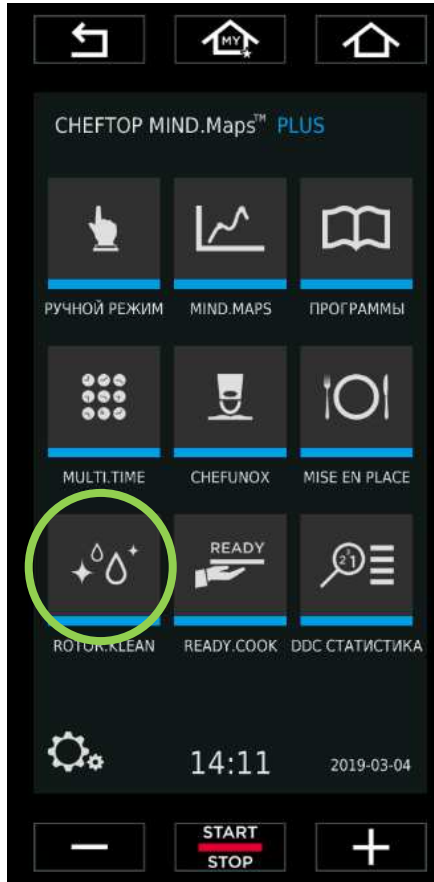 MY
CHEFTOP MIND.Maps™ PLUS
РУЧНОЙ РЕЖИМ MIND.MAPS ПРОГРАММЫ
MULTI.TIME CHEFUNOX MISE EN PLACE
READY
ROTOR.KLEAN READY.COOK DDC СТАТИСТИКА
14:11 2019-03-04
START
STOP